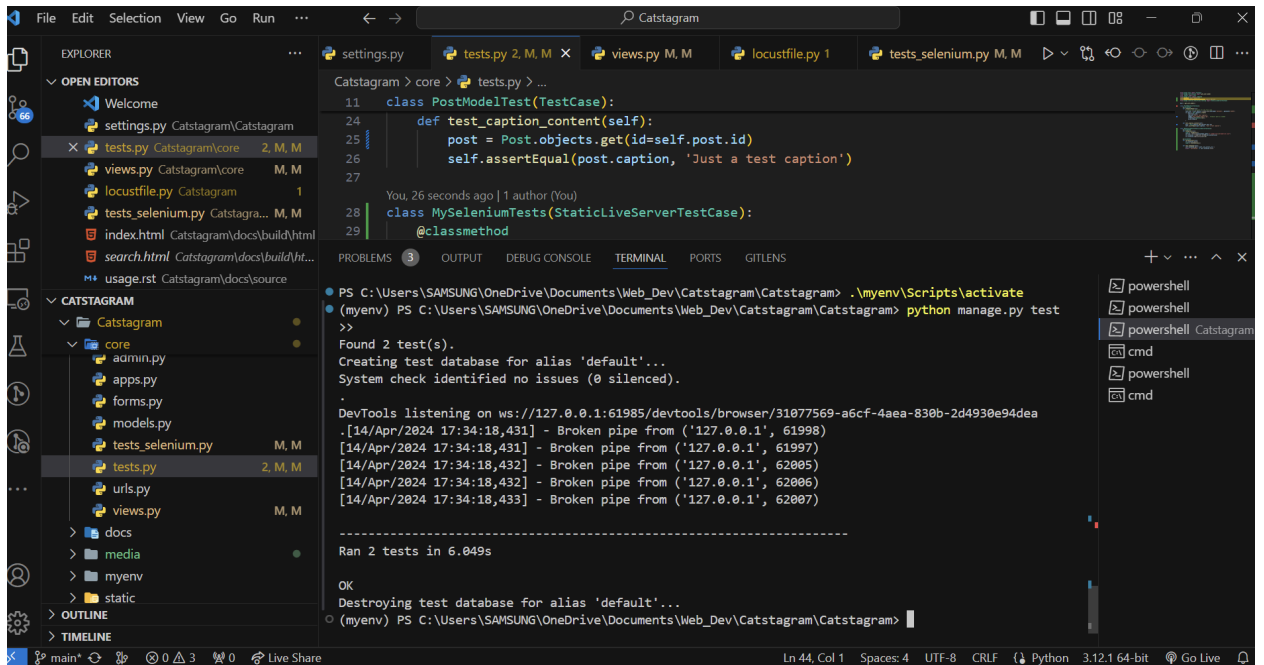 File Edit Selection View Go Run ··· Catstagram
EXPLORER ···
OPEN EDITORS
Welcome
settings.py Catstagram\Catstagram
tests.py Catstagram\core 2, M, M
views.py Catstagram\core M, M
locustfile.py Catstagram 1
tests_selenium.py Catstagra... M, M
index.html Catstagram\docs\build\html
search.html Catstagram\docs\build\ht...
usage.rst Catstagram\docs\source
CATSTAGRAM
Catstagram
core
admin.py
apps.py
forms.py
models.py
tests_selenium.py M, M
tests.py 2, M, M
urls.py
views.py M, M
docs
media
myenv
static
OUTLINE
TIMELINE
66
settings.py tests.py 2, M, M views.py M, M locustfile.py 1 tests_selenium.py M, M
Catstagram > core > tests.py > ...
11 class PostModelTest(TestCase):
24 def test_caption_content(self):
25 post = Post.objects.get(id=self.post.id)
26 self.assertEqual(post.caption, 'Just a test caption')
27
You, 26 seconds ago | 1 author (You)
28 class MySeleniumTests(StaticLiveServerTestCase):
29 @classmethod
PROBLEMS 3 OUTPUT DEBUG CONSOLE TERMINAL PORTS GITLENS
PS C:\Users\SAMSUNG\OneDrive\Documents\Web_Dev\Catstagram\Catstagram> .\myenv\Scripts\activate
(myenv) PS C:\Users\SAMSUNG\OneDrive\Documents\Web_Dev\Catstagram\Catstagram> python manage.py test
>>
Found 2 test(s).
Creating test database for alias 'default'...
System check identified no issues (0 silenced).
.
DevTools listening on ws://127.0.0.1:61985/devtools/browser/31077569-a6cf-4aea-830b-2d4930e94dea
.[14/Apr/2024 17:34:18,431] - Broken pipe from ('127.0.0.1', 61998)
[14/Apr/2024 17:34:18,431] - Broken pipe from ('127.0.0.1', 61997)
[14/Apr/2024 17:34:18,432] - Broken pipe from ('127.0.0.1', 62005)
[14/Apr/2024 17:34:18,432] - Broken pipe from ('127.0.0.1', 62006)
[14/Apr/2024 17:34:18,433] - Broken pipe from ('127.0.0.1', 62007)
----------------------------------------------------------------------
Ran 2 tests in 6.049s
OK
Destroying test database for alias 'default'...
(myenv) PS C:\Users\SAMSUNG\OneDrive\Documents\Web_Dev\Catstagram\Catstagram>
powershell
powershell
powershell Catstagram
cmd
powershell
cmd
main* 0 3 0 Live Share Ln 44, Col 1 Spaces: 4 UTF-8 CRLF Python 3.12.1 64-bit Go Live